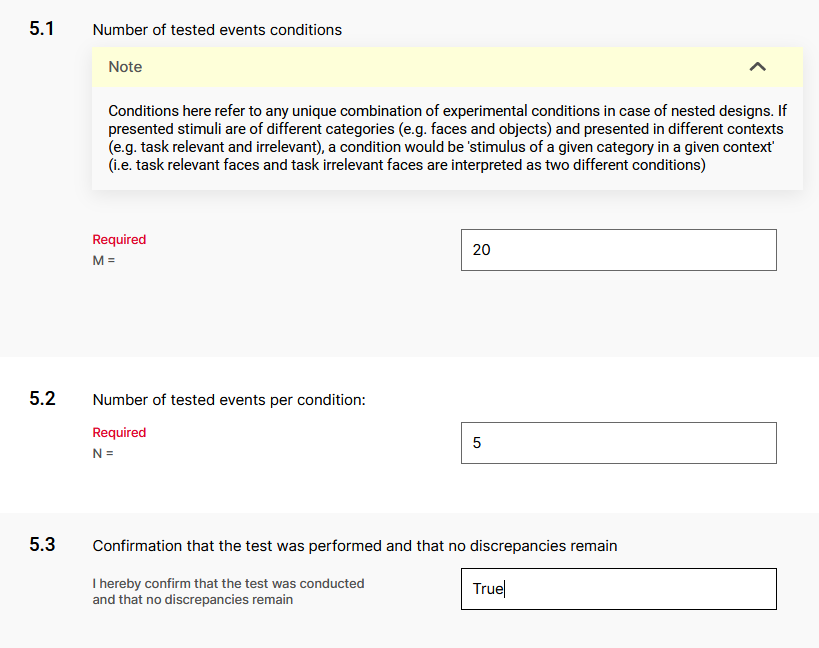 5.1 Number of tested events conditions
Note
Conditions here refer to any unique combination of experimental conditions in case of nested designs. If
presented stimuli are of different categories (e.g. faces and objects) and presented in different contexts
(e.g. task relevant and irrelevant), a condition would be 'stimulus of a given category in a given context'
(i.e. task relevant faces and task irrelevant faces are interpreted as two different conditions)
Required
M =
20
5.2 Number of tested events per condition:
Required
N =
5
5.3 Confirmation that the test was performed and that no discrepancies remain
I hereby confirm that the test was conducted
and that no discrepancies remain
True